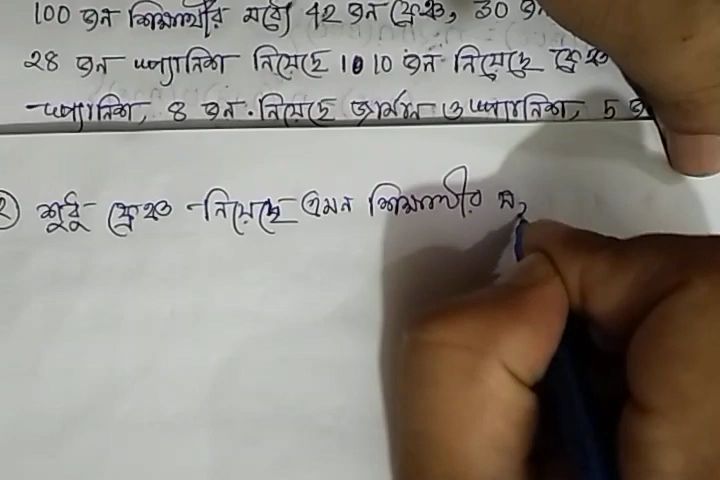 100 জন শিক্ষার্থীর মধ্যে 42 জন ফ্রেঞ্চ, 30 জ
28 জন স্প্যানিশ নিয়েছে। 10 জন নিয়েছে ফ্রেঞ্চ
স্প্যানিশ, 8 জন নিয়েছে জার্মান ও স্প্যানিশ, 5 জ
২) শুধু ফ্রেঞ্চ নিয়েছে এমন শিক্ষার্থীর স